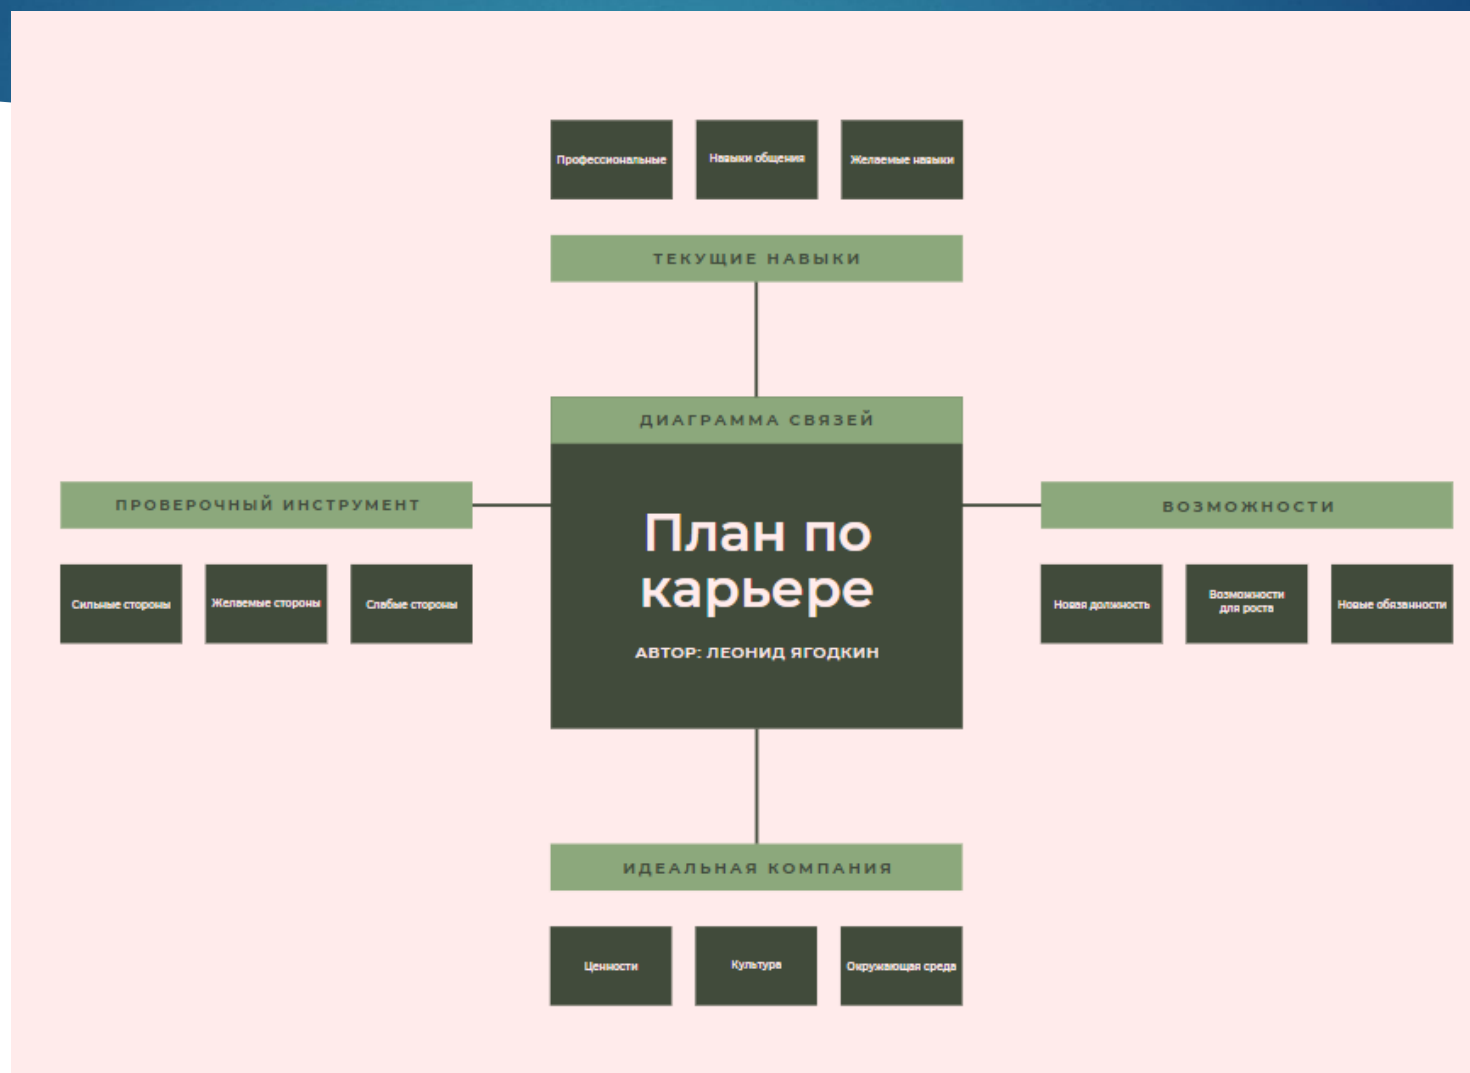 Профессиональные
Навыки общения
Желаемые навыки
ТЕКУЩИЕ НАВЫКИ
ДИАГРАММА СВЯЗЕЙ
План по
карьере
АВТОР: ЛЕОНИД ЯГОДКИН
ПРОВЕРОЧНЫЙ ИНСТРУМЕНТ
Сильные стороны
Желаемые стороны
Слабые стороны
ВОЗМОЖНОСТИ
Новая должность
Возможности
для роста
Новые обязанности
ИДЕАЛЬНАЯ КОМПАНИЯ
Ценности
Культура
Окружающая среда